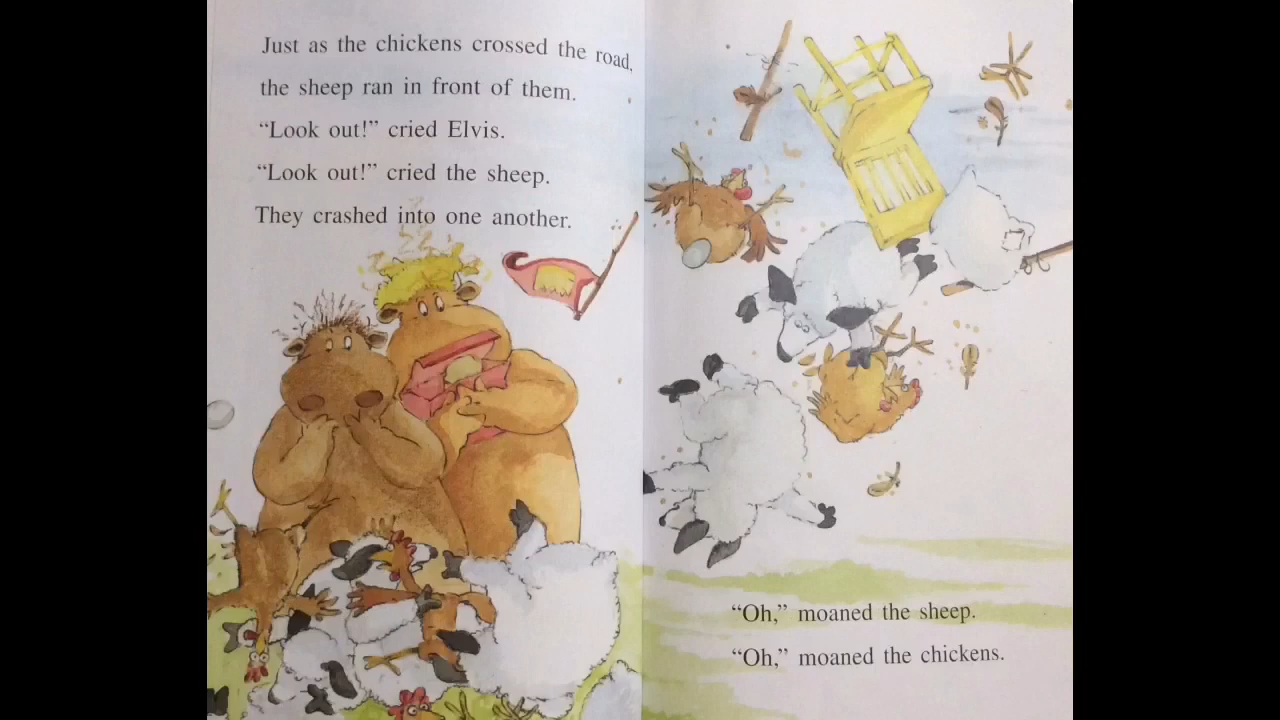 Just as the chickens crossed the road,
the sheep ran in front of them.
“Look out!” cried Elvis.
“Look out!” cried the sheep.
They crashed into one another.
“Oh,” moaned the sheep.
“Oh,” moaned the chickens.